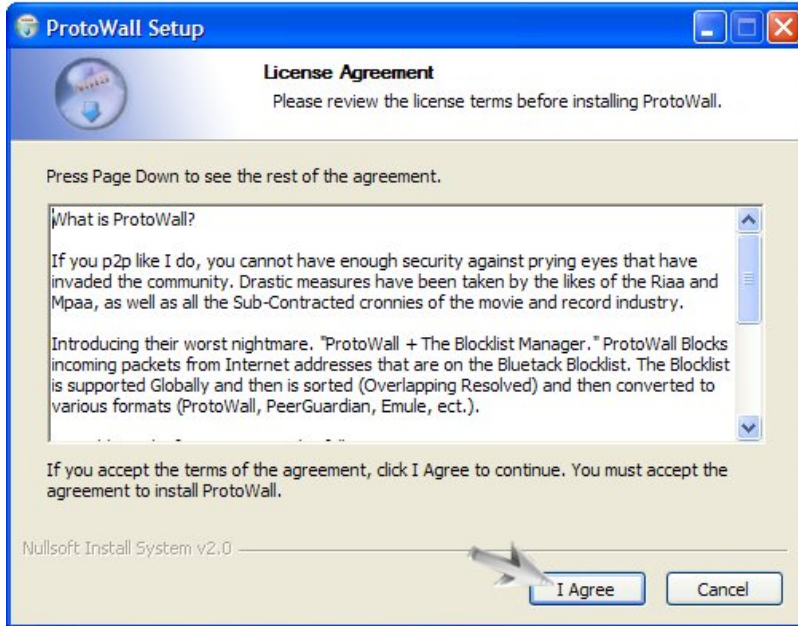 ProtoWall Setup
License Agreement
Please review the license terms before installing ProtoWall.
Press Page Down to see the rest of the agreement.
What is ProtoWall?
If you p2p like I do, you cannot have enough security against prying eyes that have
invaded the community. Drastic measures have been taken by the likes of the Riaa and
Mpaa, as well as all the Sub-Contracted cronnies of the movie and record industry.
Introducing their worst nightmare. "ProtoWall + The Blocklist Manager." ProtoWall Blocks
incoming packets from Internet addresses that are on the Bluetack Blocklist. The Blocklist
is supported Globally and then is sorted (Overlapping Resolved) and then converted to
various formats (ProtoWall, PeerGuardian, Emule, ect.).
If you accept the terms of the agreement, click I Agree to continue. You must accept the
agreement to install ProtoWall.
Nullsoft Install System v2.0
I Agree
Cancel